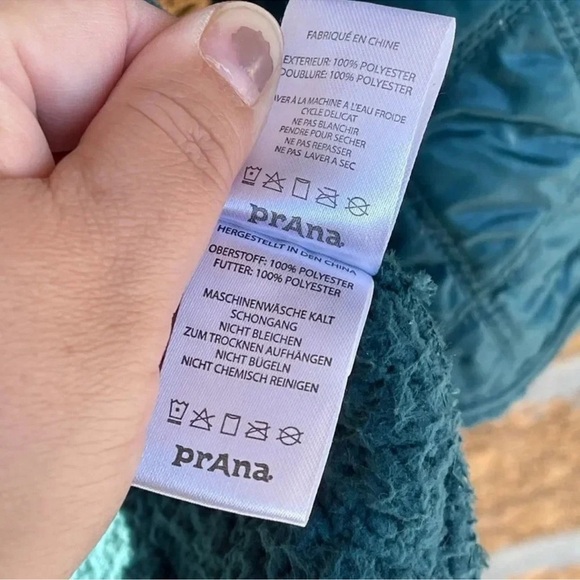 FABRIQUÉ EN CHINE
EXTERIEUR: 100% POLYESTER
DOUBLURE: 100% POLYESTER
AVER À LA MACHINE A L'EAU FROIDE
CYCLE DELICAT
NE PAS BLANCHIR
PENDRE POUR SECHER
NE PAS REPASSER
NE PAS LAVER A SEC
prAna
HERGESTELLT IN DEN CHINA
OBERSTOFF: 100% POLYESTER
FUTTER: 100% POLYESTER
MASCHINENWÄSCHE KALT
SCHONGANG
NICHT BLEICHEN
ZUM TROCKNEN AUFHÄNGEN
NICHT BÜGELN
NICHT CHEMISCH REINIGEN
prAna